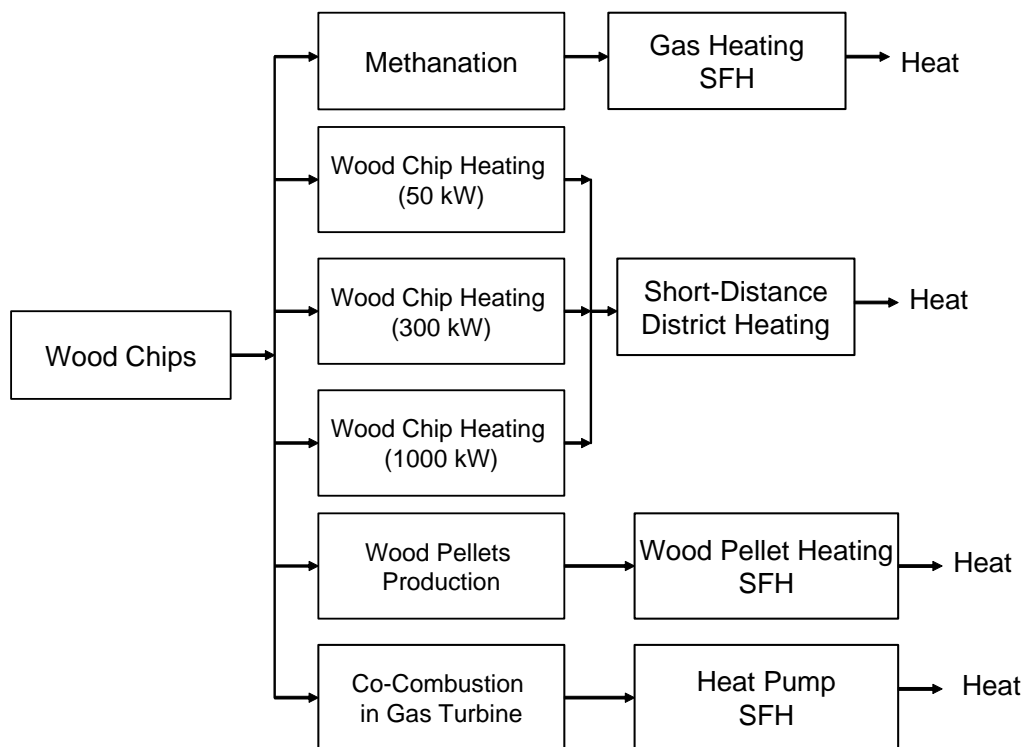 Methanation
Gas Heating
SFH
Heat
Wood Chip Heating
(50 kW)
Wood Chip Heating
(300 kW)
Short-Distance
District Heating
Heat
Wood Chips
Wood Chip Heating
(1000 kW)
Wood Pellets
Production
Wood Pellet Heating
SFH
Heat
Co-Combustion
in Gas Turbine
Heat Pump
SFH
Heat